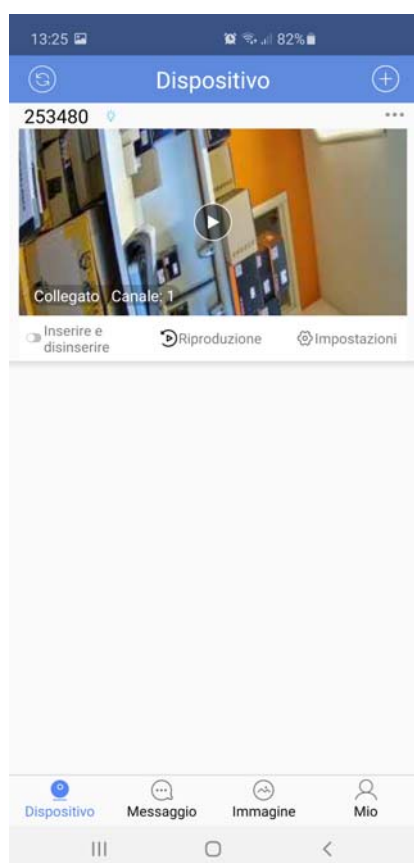 13:25 82%
Dispositivo
253480
Collegato Canale: 1
Inserire e
disinserire
Riproduzione
Impostazioni
Dispositivo Messaggio Immagine Mio